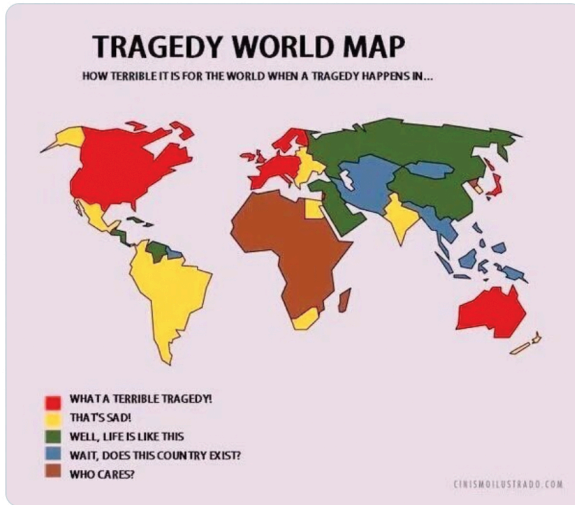 TRAGEDY WORLD MAP
HOW TERRIBLE IT IS FOR THE WORLD WHEN A TRAGEDY HAPPENS IN...
WHAT A TERRIBLE TRAGEDY!
THAT'S SAD!
WELL, LIFE IS LIKE THIS
WAIT, DOES THIS COUNTRY EXIST?
WHO CARES?
CINISMOILUSTRADO.COM